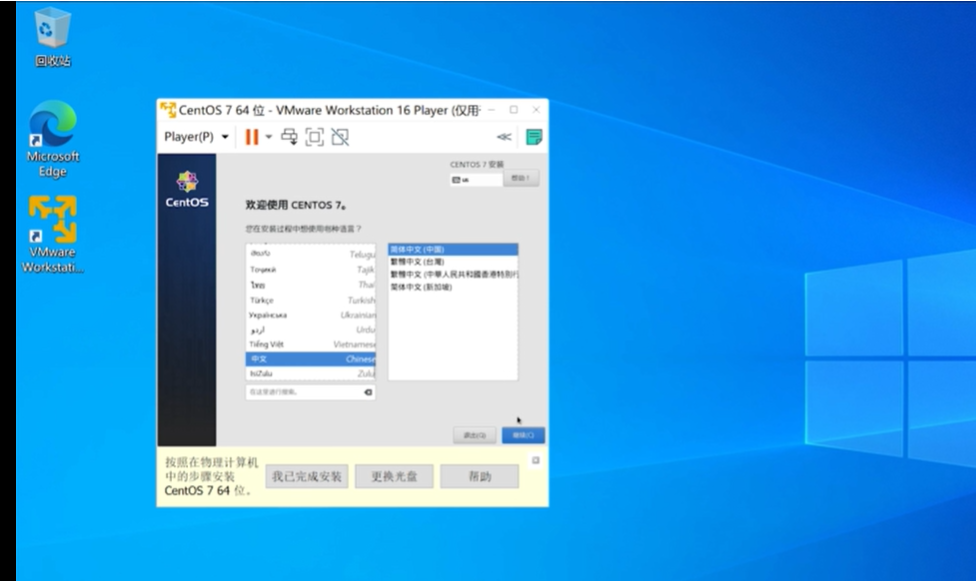 回收站
Microsoft
Edge
VMware
Workstati...
CentOS 7 64 位 - VMware Workstation 16 Player (仅用
Player(P)
CENTOS 7 安装
帮助！
CentOS
欢迎使用 CENTOS 7。
您在安装过程中想使用哪种语言？
తెలుగు Telugu
Тоҷикӣ Tajik
ไทย Thai
Türkçe Turkish
Українська Ukrainian
اردو Urdu
Tiếng Việt Vietnamese
中文 Chinese
IsiZulu Zulu
简体中文 (中国)
繁體中文 (台灣)
繁體中文 (中華人民共和國香港特別行
简体中文 (新加坡)
在这里进行搜索。
退出(Q)
继续(C)
按照在物理计算机
中的步骤安装
CentOS 7 64 位。
我已完成安装
更换光盘
帮助